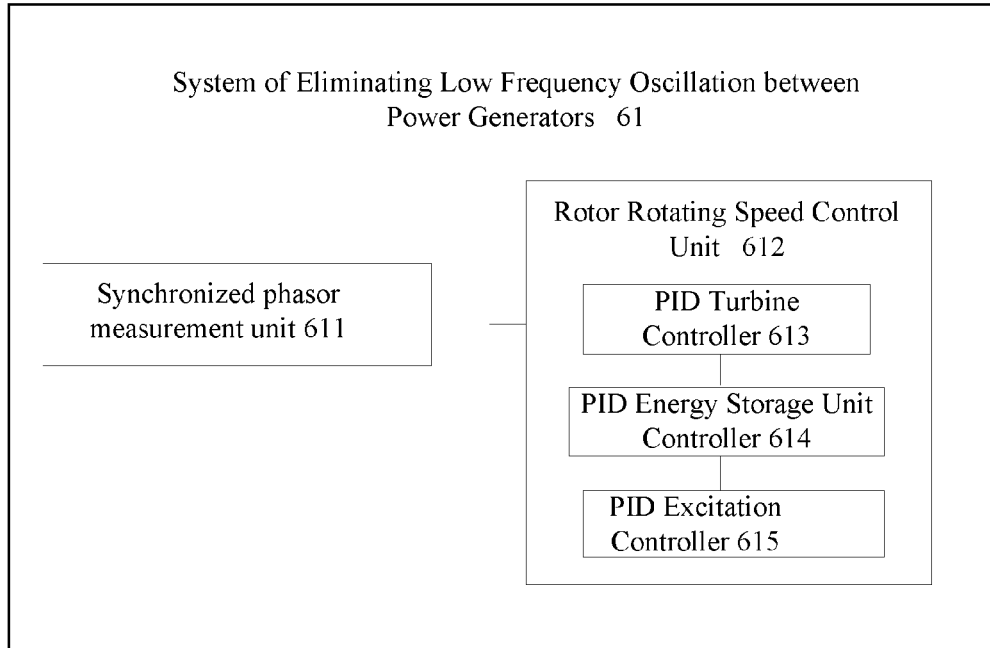 System of Eliminating Low Frequency Oscillation between
Power Generators 61
Synchronized phasor
measurement unit 611
Rotor Rotating Speed Control
Unit 612
PID Turbine
Controller 613
PID Energy Storage Unit
Controller 614
PID Excitation
Controller 615